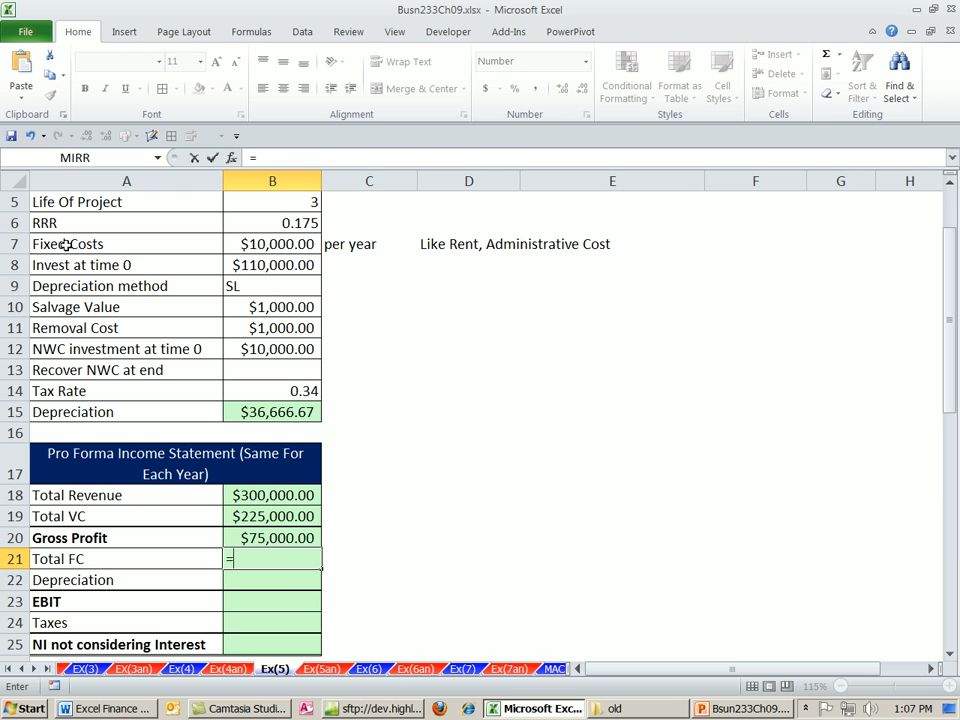 Busn233Ch09.xlsx - Microsoft Excel
File Home Insert Page Layout Formulas Data Review View Developer Add-Ins PowerPivot
Paste
11
Wrap Text
Merge & Center
Number
Conditional Formatting
Format as Table
Cell Styles
Insert
Delete
Format
Sort & Filter
Find & Select
Clipboard Font Alignment Number Styles Cells Editing
MIRR =
A B C D E F G H
5 Life Of Project 3
6 RRR 0.175
7 Fixed Costs $10,000.00 per year Like Rent, Administrative Cost
8 Invest at time 0 $110,000.00
9 Depreciation method SL
10 Salvage Value $1,000.00
11 Removal Cost $1,000.00
12 NWC investment at time 0 $10,000.00
13 Recover NWC at end
14 Tax Rate 0.34
15 Depreciation $36,666.67
16
17 Pro Forma Income Statement (Same For
Each Year)
18 Total Revenue $300,000.00
19 Total VC $225,000.00
20 Gross Profit $75,000.00
21 Total FC =
22 Depreciation
23 EBIT
24 Taxes
25 NI not considering Interest
EX(3) EX(3an) EX(4) EX(4an) Ex(5) Ex(5an) Ex(6) Ex(6an) Ex(7) Ex(7an) MAC
Enter 115%
Start Excel Finance ... Camtasia Studi... sftp://dev.highl... Microsoft Exc... old Busn233Ch09.... 1:07 PM